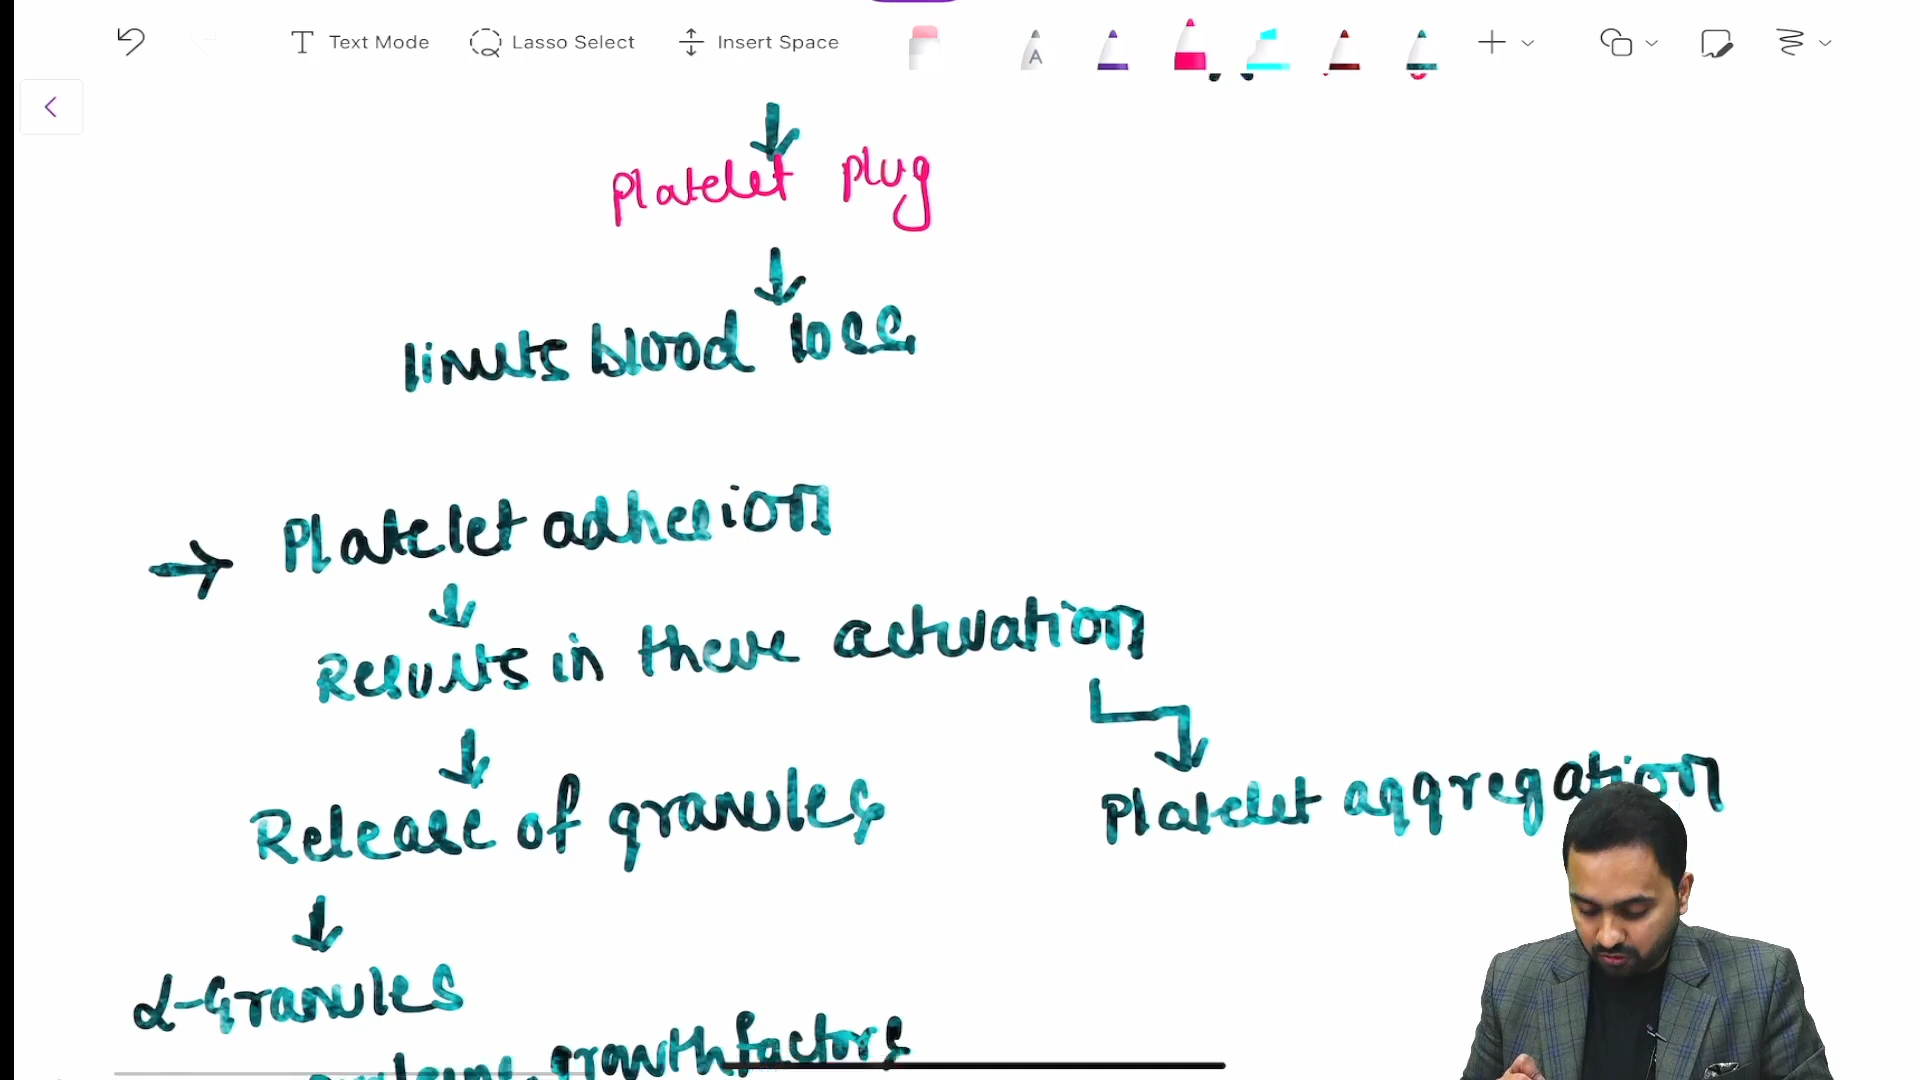 Text Mode Lasso Select Insert Space
A
↓
Platelet plug
↓
limits blood loss
→ Platelet adhesion
↓
Results in there activation
↓
Release of granules Platelet aggregation
↓
α-Granules
growth factors